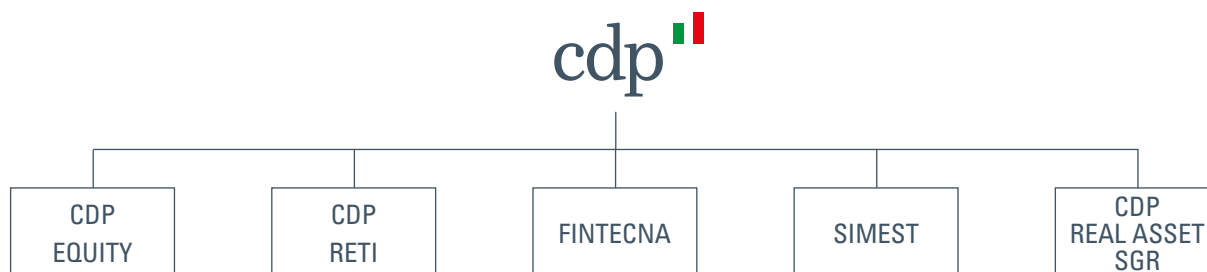 cdp
CDP
EQUITY
CDP
RETI
FINTECNA
SIMEST
CDP
REAL ASSET
SGR